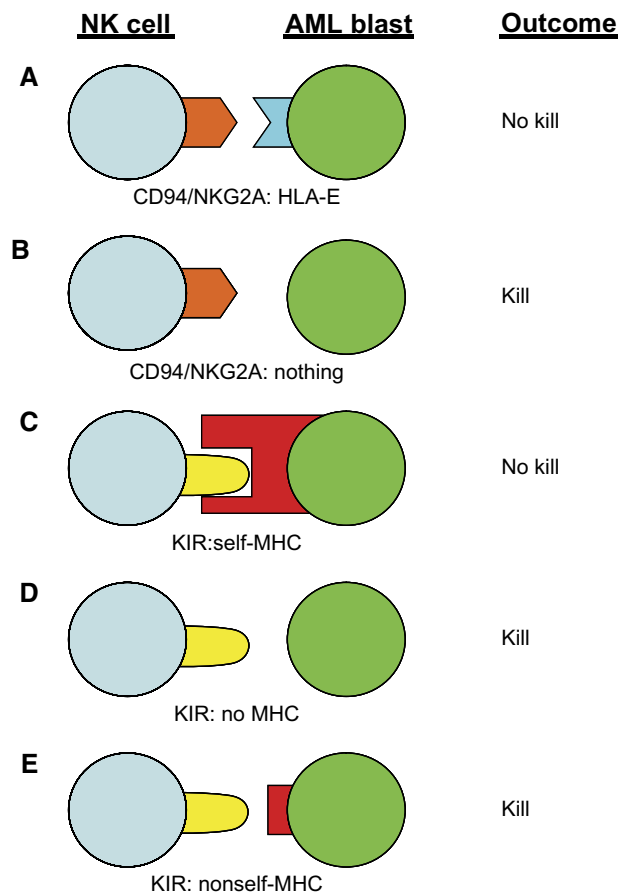 NK cell AML blast Outcome
A
No kill
CD94/NKG2A: HLA-E
B
Kill
CD94/NKG2A: nothing
C
No kill
KIR:self-MHC
D
Kill
KIR: no MHC
E
Kill
KIR: nonself-MHC